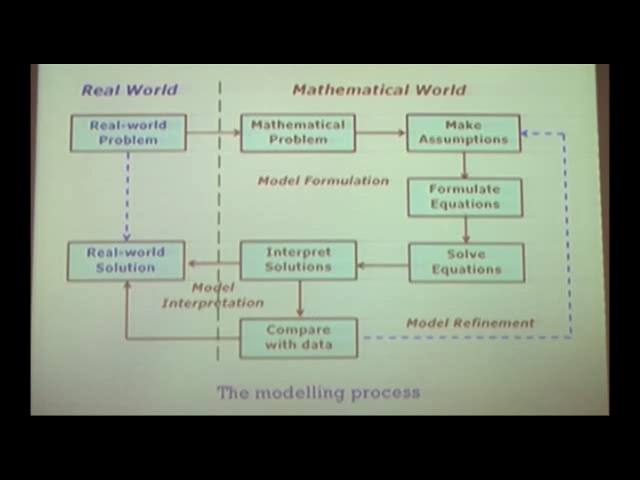 Real World
Mathematical World
Real-world
Problem
Mathematical
Problem
Make
Assumptions
Model Formulation
Formulate
Equations
Real-world
Solution
Interpret
Solutions
Solve
Equations
Model
Interpretation
Compare
with data
Model Refinement
The modelling process